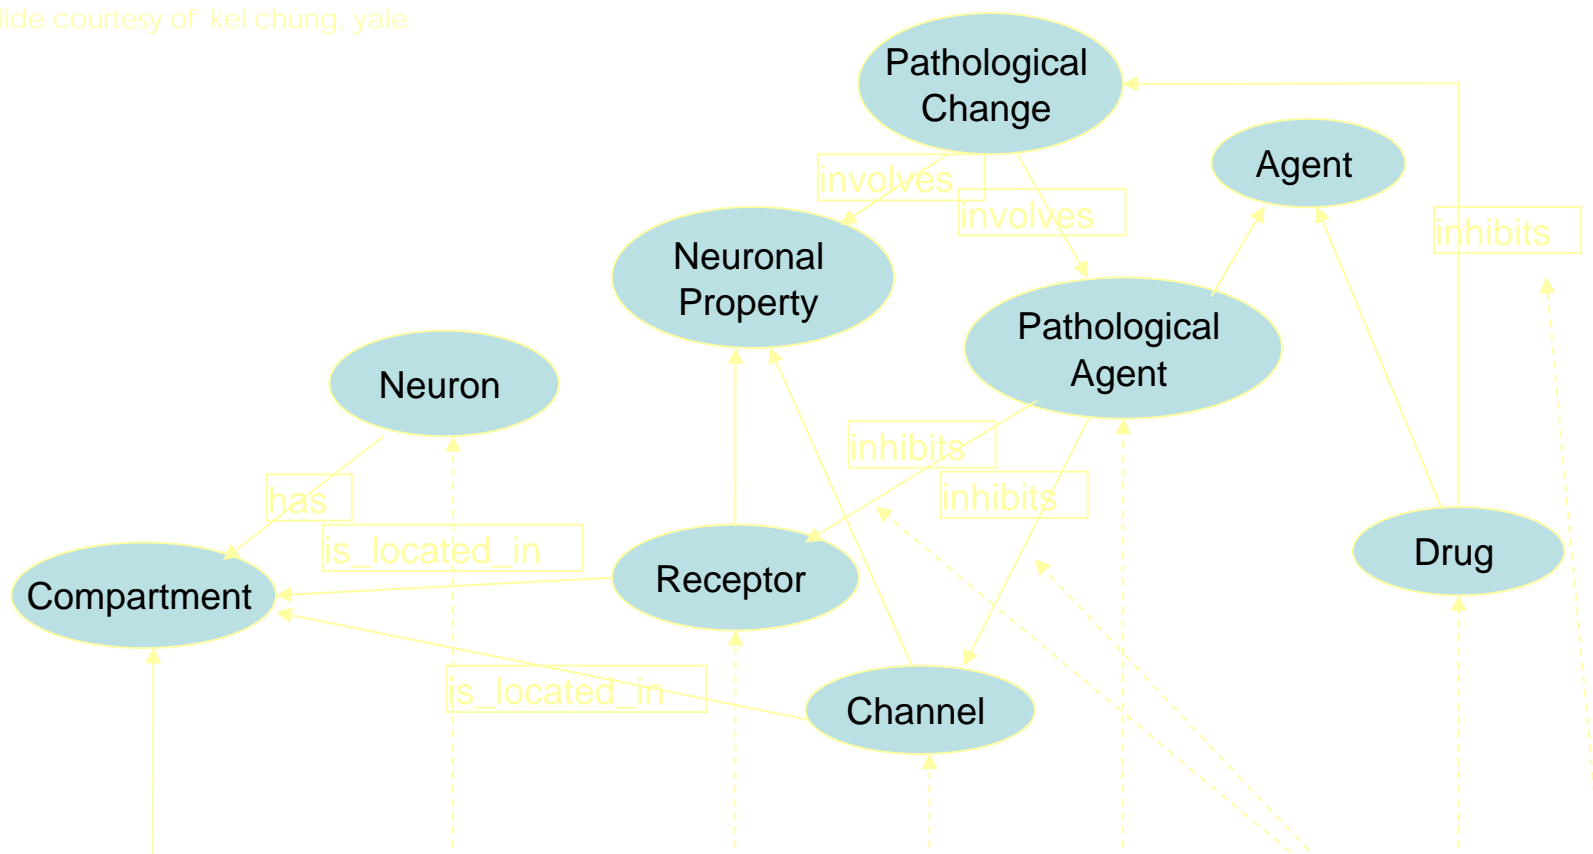 lide courtesy of kei chung, yale
Pathological
Change
Agent
involves
involves
inhibits
Neuronal
Property
Pathological
Agent
Neuron
inhibits
inhibits
has
is_located_in
Drug
Receptor
Compartment
is_located_in
Channel